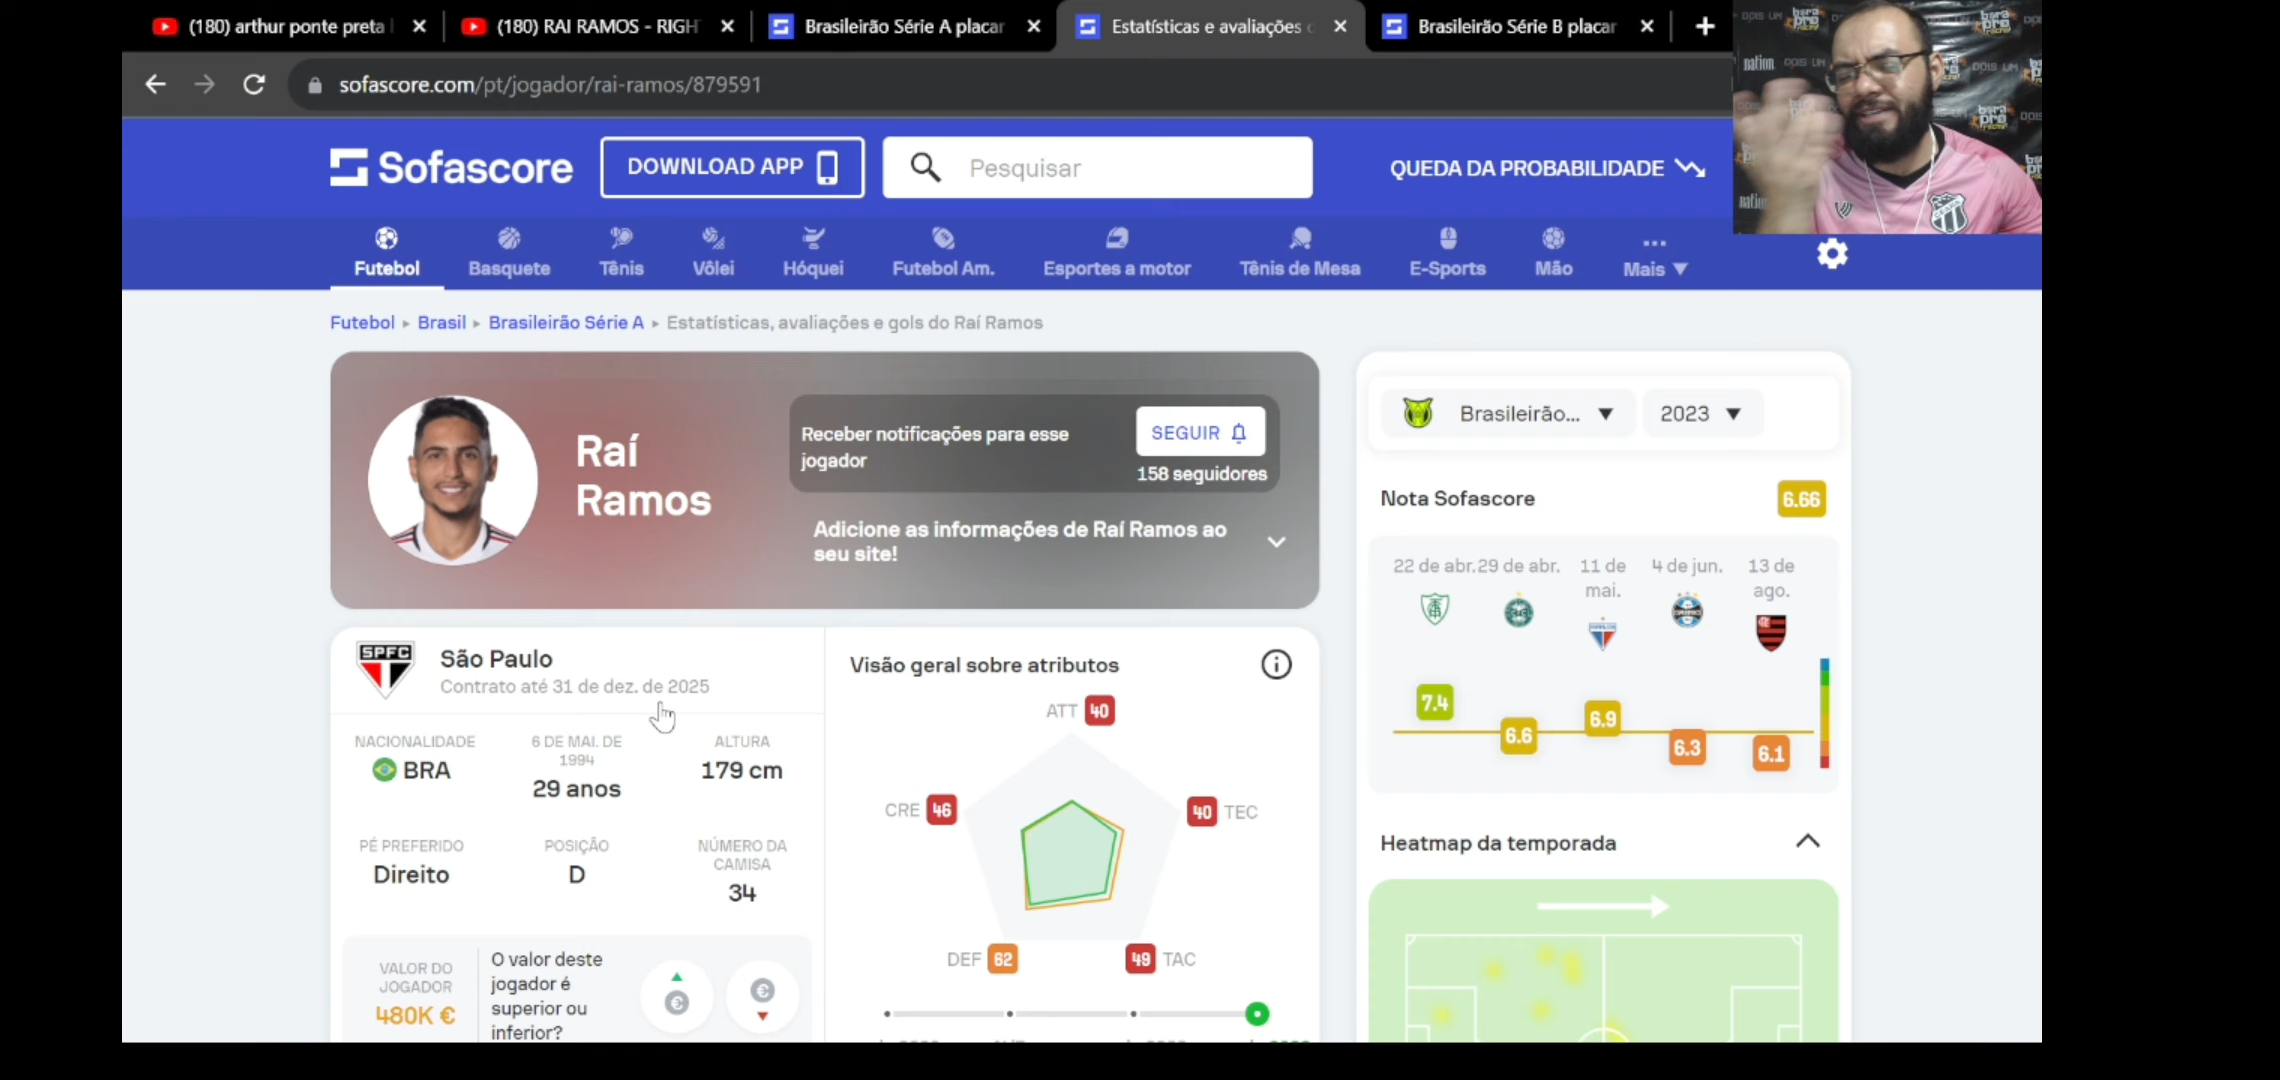 (180) arthur ponte preta
(180) RAI RAMOS - RIGH
Brasileirão Série A placar
Estatísticas e avaliações
Brasileirão Série B placar
sofascore.com/pt/jogador/rai-ramos/879591
Sofascore
DOWNLOAD APP
Pesquisar
QUEDA DA PROBABILIDADE
Futebol
Basquete
Tênis
Vôlei
Hóquei
Futebol Am.
Esportes a motor
Tênis de Mesa
E-Sports
Mão
Mais ▼
Futebol ▸ Brasil ▸ Brasileirão Série A ▸ Estatísticas, avaliações e gols do Raí Ramos
Raí
Ramos
Receber notificações para esse
jogador
SEGUIR
158 seguidores
Adicione as informações de Raí Ramos ao
seu site!
SPFC
São Paulo
Contrato até 31 de dez. de 2025
NACIONALIDADE
BRA
6 DE MAI. DE
1994
29 anos
ALTURA
179 cm
PÉ PREFERIDO
Direito
POSIÇÃO
D
NÚMERO DA
CAMISA
34
VALOR DO
JOGADOR
480K €
O valor deste
jogador é
superior ou
inferior?
Visão geral sobre atributos
ATT 40
CRE 46
40 TEC
DEF 62
49 TAC
Brasileirão... ▼
2023 ▼
Nota Sofascore
6.66
22 de abr.
29 de abr.
11 de
mai.
4 de jun.
13 de
ago.
7.4
6.6
6.9
6.3
6.1
Heatmap da temporada
nation
DOIS UM
bora
pro